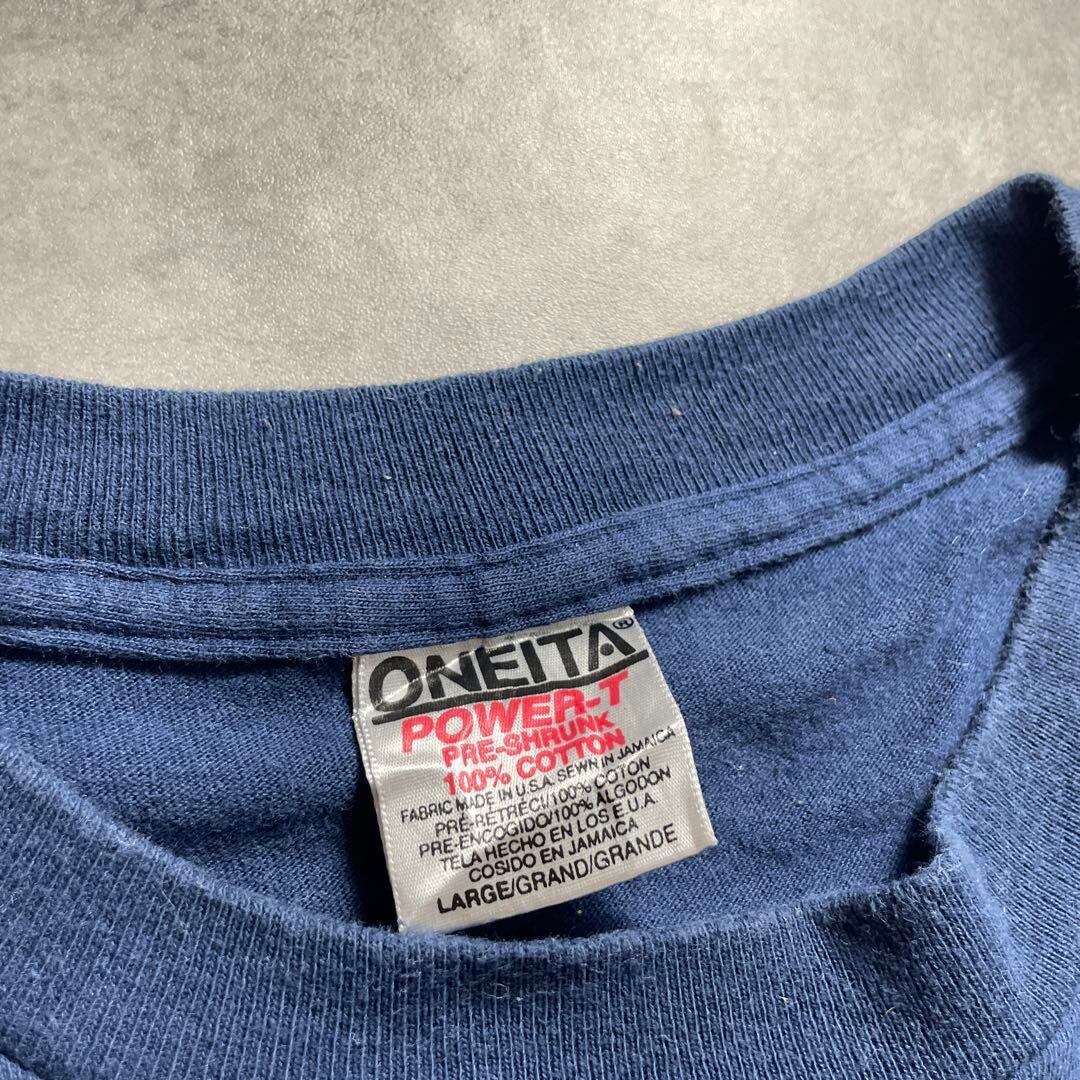 ONEITA®
POWER-T
PRE-SHRUNK
100% COTTON
FABRIC MADE IN U.S.A. SEWN IN JAMAICA
PRÉ-RÉTRÉCI/100% COTON
PRE-ENCOGIDO/100% ALGODON
TELA HECHO EN LOS E.U.A.
COSIDO EN JAMAICA
LARGE/GRAND/GRANDE